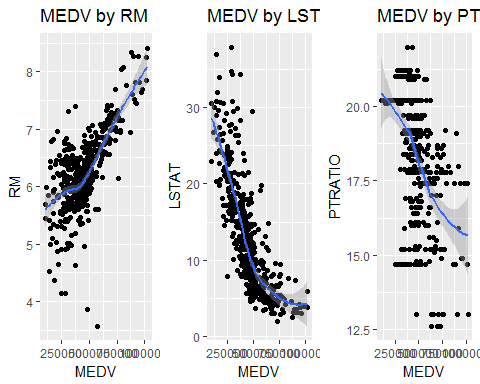 MEDV by RM
RM
8
7
6
5
4
MEDV
MEDV by LST
LSTAT
30
20
10
0
MEDV
MEDV by PT
PTRATIO
20.0
17.5
15.0
12.5
MEDV